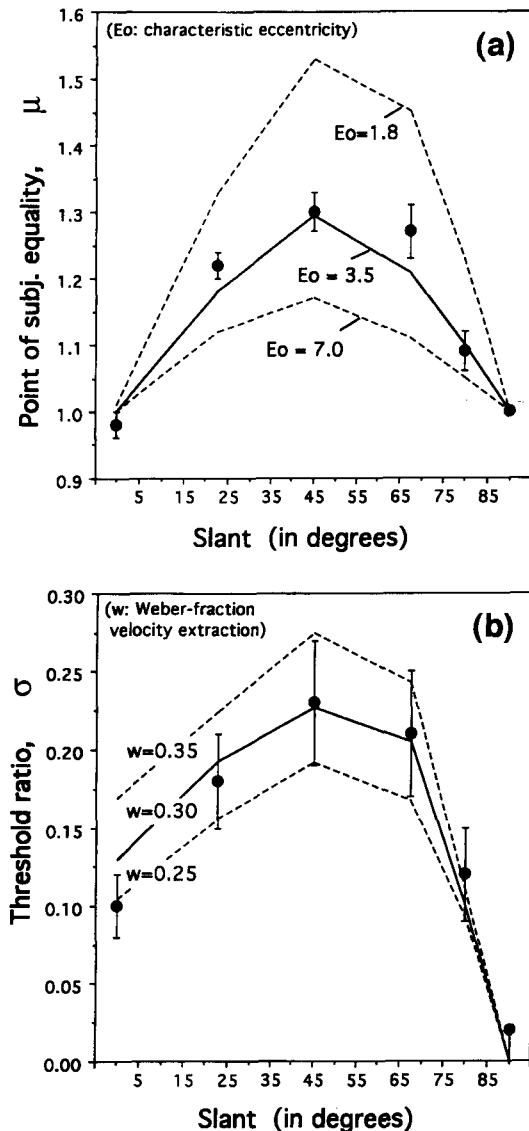 (Eo: characteristic eccentricity)
(a)
Point of subj. equality, μ
1.6
1.5
1.4
1.3
1.2
1.1
1.0
0.9
Eo=1.8
Eo = 3.5
Eo = 7.0
5 15 25 35 45 55 65 75 85
Slant (in degrees)
(w: Weber-fraction
velocity extraction)
(b)
Threshold ratio, σ
0.30
0.25
0.20
0.15
0.10
0.05
0.00
w=0.35
w=0.30
w=0.25
5 15 25 35 45 55 65 75 85
Slant (in degrees)